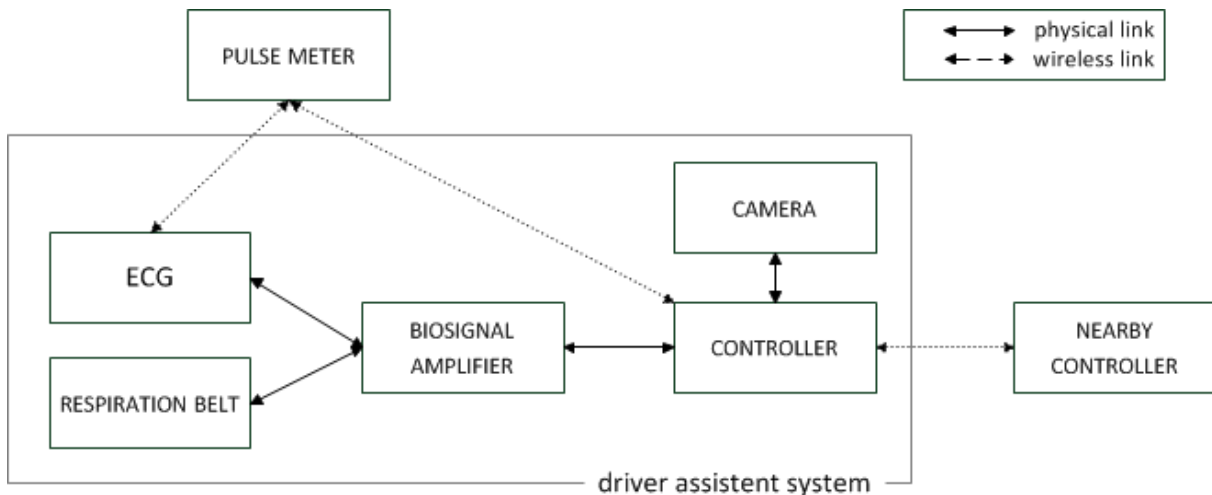 PULSE METER
physical link
wireless link
CAMERA
ECG
BIOSIGNAL
AMPLIFIER
CONTROLLER
NEARBY
CONTROLLER
RESPIRATION BELT
driver assistent system